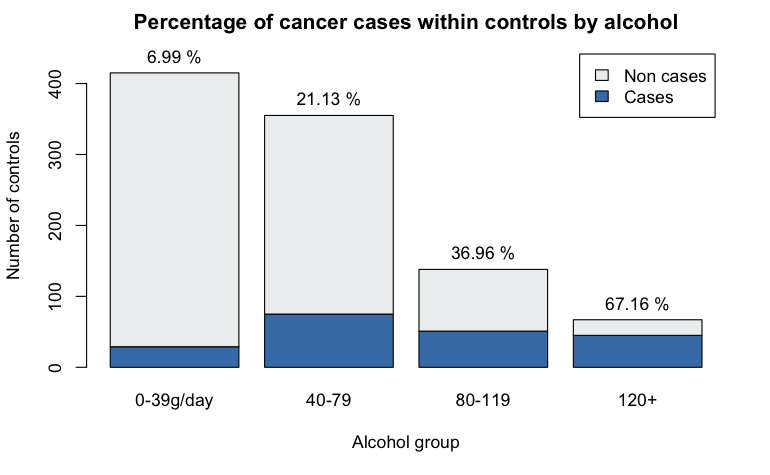 Percentage of cancer cases within controls by alcohol
6.99 %
21.13 %
36.96 %
67.16 %
Non cases
Cases
Number of controls
400
300
200
100
0
0-39g/day
40-79
80-119
120+
Alcohol group